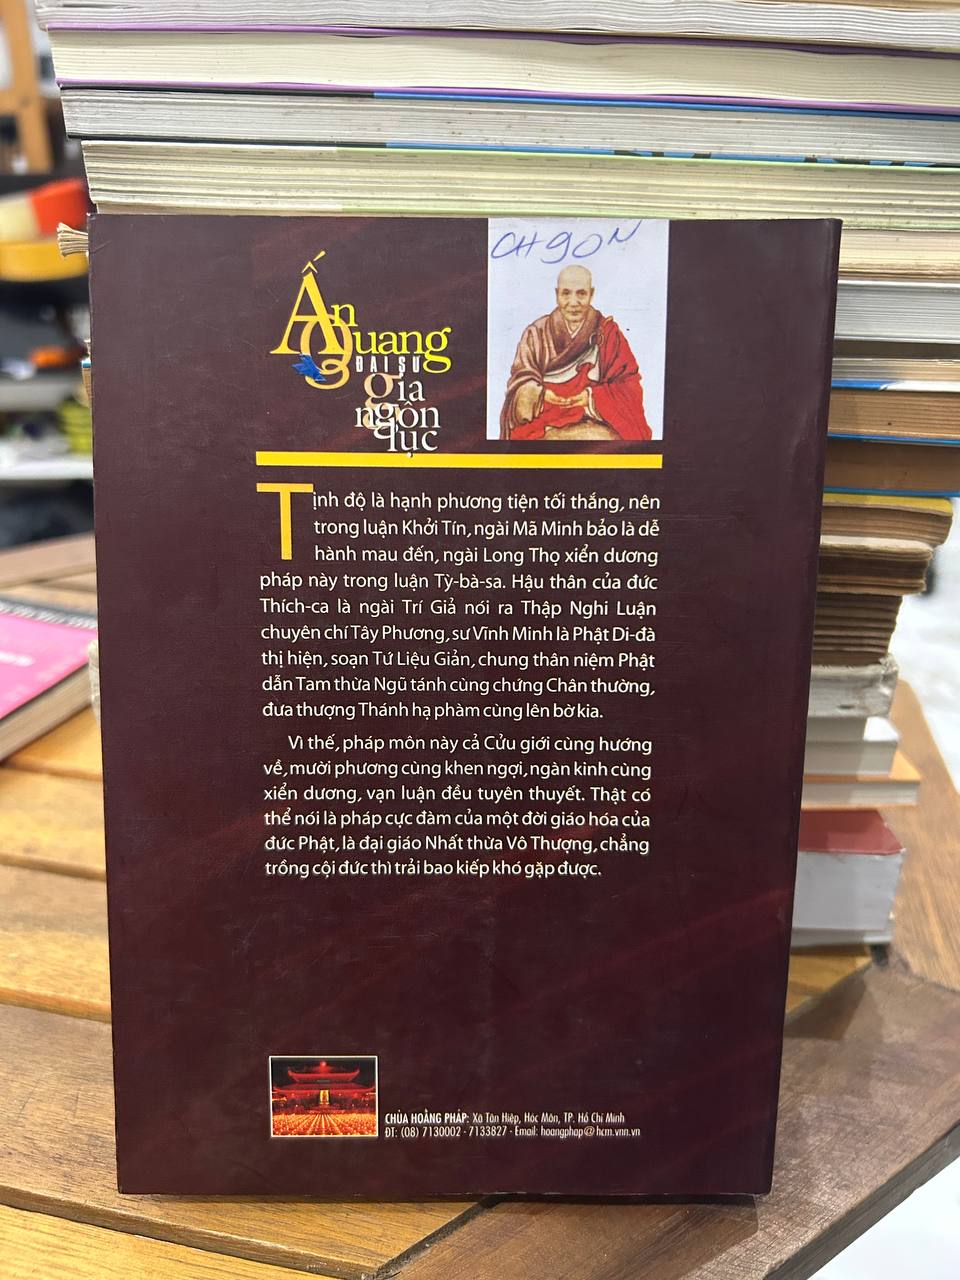 CH 90N
Ấn
Quang
ĐẠI SƯ
gia
ngôn
lục
Tịnh độ là hạnh phương tiện tối thắng, nên
trong luận Khởi Tín, ngài Mã Minh bảo là dễ
hành mau đến, ngài Long Thọ xiển dương
pháp này trong luận Tỳ-bà-sa. Hậu thân của đức
Thích-ca là ngài Trí Giả nói ra Thập Nghi Luận
chuyên chí Tây Phương, sư Vĩnh Minh là Phật Di-đà
thị hiện, soạn Tứ Liệu Giản, chung thân niệm Phật
dẫn Tam thừa Ngũ tánh cùng chứng Chân thường,
đưa thượng Thánh hạ phàm cùng lên bờ kia.
Vì thế, pháp môn này cả Cửu giới cùng hướng
về, mười phương cùng khen ngợi, ngàn kinh cùng
xiển dương, vạn luận đều tuyên thuyết. Thật có
thể nói là pháp cực đàm của một đời giáo hóa của
đức Phật, là đại giáo Nhất thừa Vô Thượng, chẳng
trồng cội đức thì trải bao kiếp khó gặp được.
CHÙA HOẰNG PHÁP: Xã Tân Hiệp, Hóc Môn, TP. Hồ Chí Minh
ĐT: (08) 7130002 - 7133827 - Email: hoangphap@hcm.vnn.vn